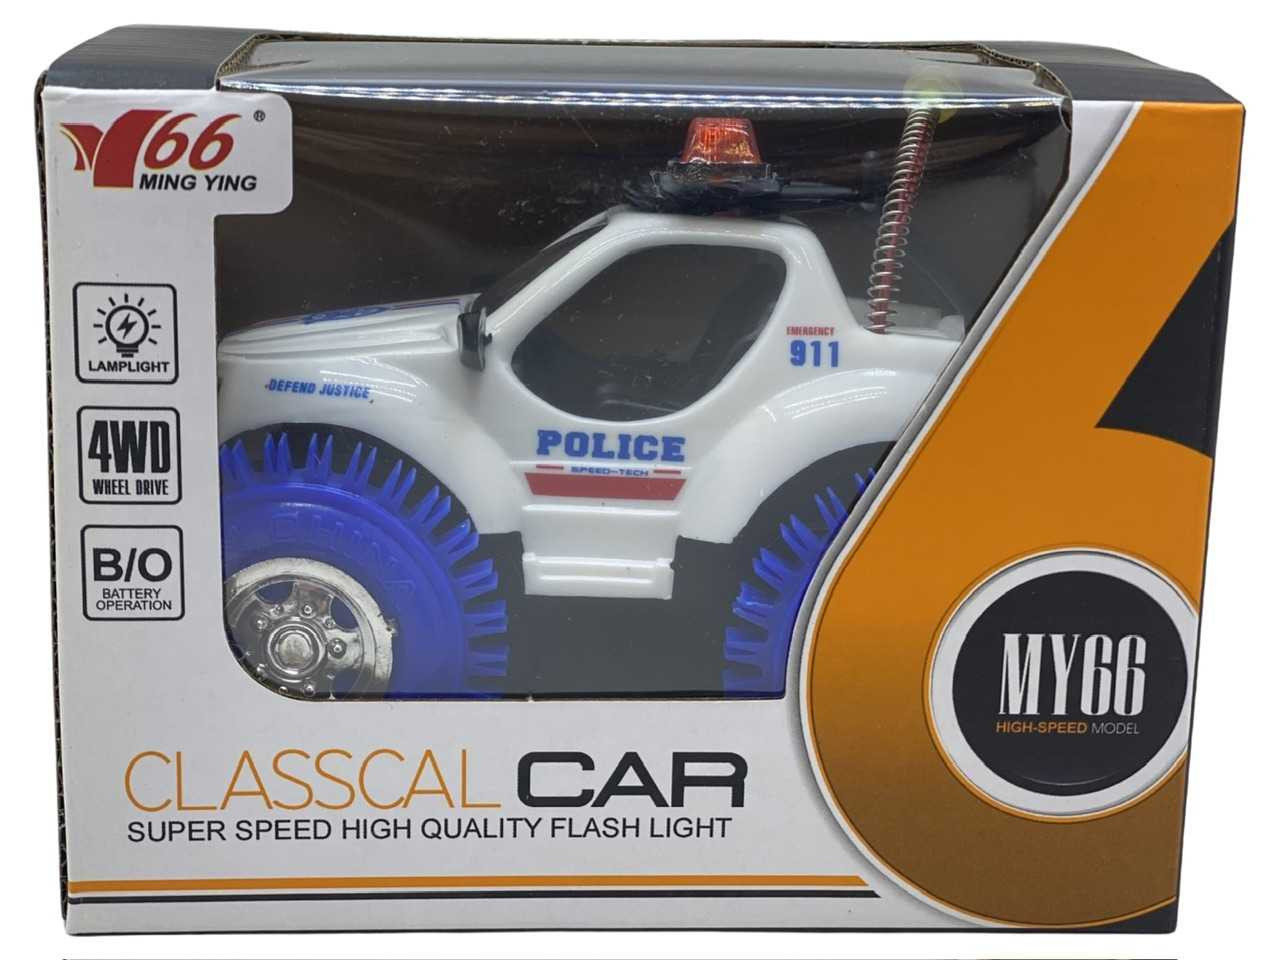 Y66®
MING YING
LAMPLIGHT
4WD
WHEEL DRIVE
B/O
BATTERY
OPERATION
DEFEND JUSTICE
EMERGENCY
911
POLICE
SPEED-TECH
MY66
HIGH-SPEED MODEL
CLASSCAL CAR
SUPER SPEED HIGH QUALITY FLASH LIGHT